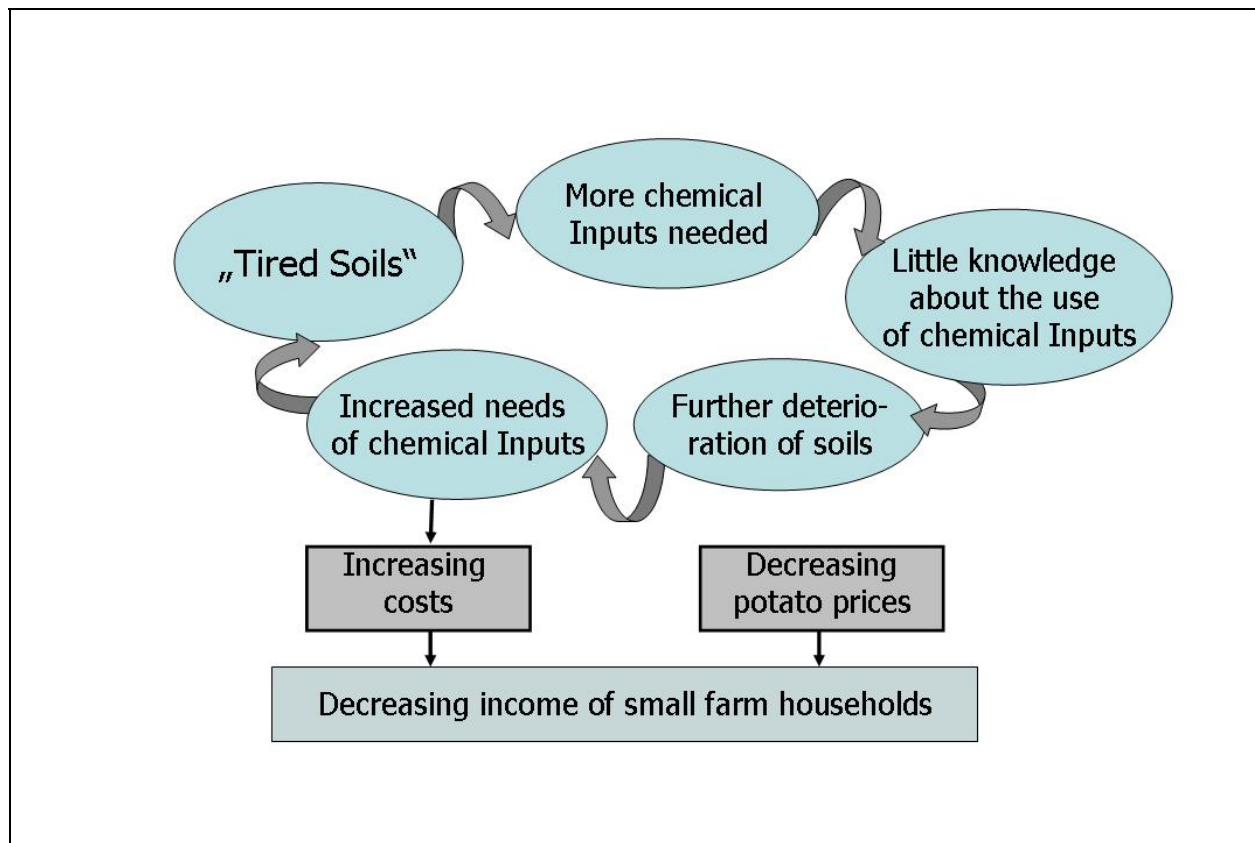 More chemical
Inputs needed
„Tired Soils“
Little knowledge
about the use
of chemical Inputs
Increased needs
of chemical Inputs
Further deterio-
ration of soils
Increasing
costs
Decreasing
potato prices
Decreasing income of small farm households